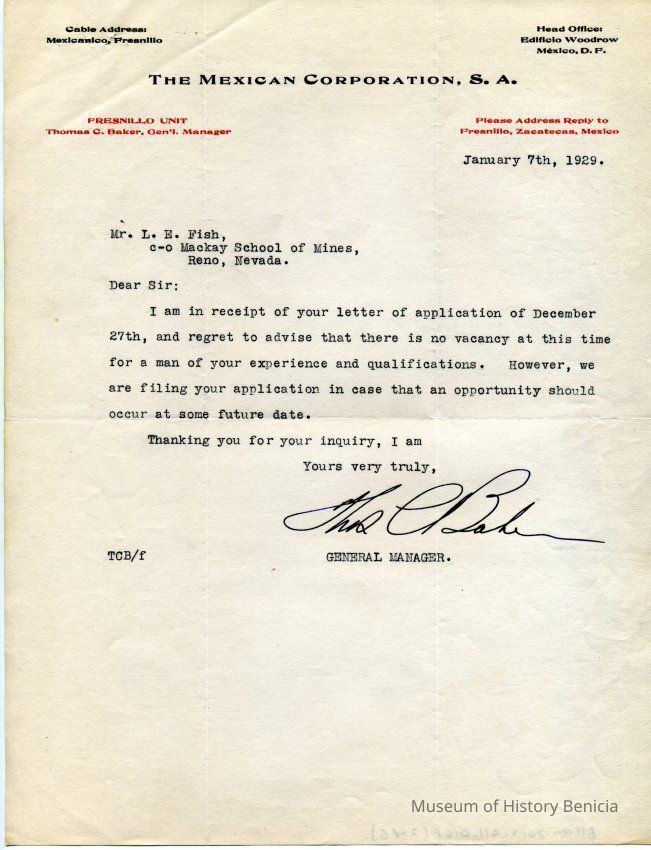 Cable Address:
Mexicanico, Fresnillo
Head Office:
Edificio Woodrow
México, D. F.
THE MEXICAN CORPORATION, S. A.
FRESNILLO UNIT
Thomas C. Baker, Gen'l. Manager
Please Address Reply to
Fresnillo, Zacatecas, Mexico
January 7th, 1929.
Mr. L. E. Fish,
c-o Mackay School of Mines,
Reno, Nevada.
Dear Sir:
I am in receipt of your letter of application of December
27th, and regret to advise that there is no vacancy at this time
for a man of your experience and qualifications. However, we
are filing your application in case that an opportunity should
occur at some future date.
Thanking you for your inquiry, I am
Yours very truly,
Thos C Baker
TCB/f
GENERAL MANAGER.
Museum of History Benicia